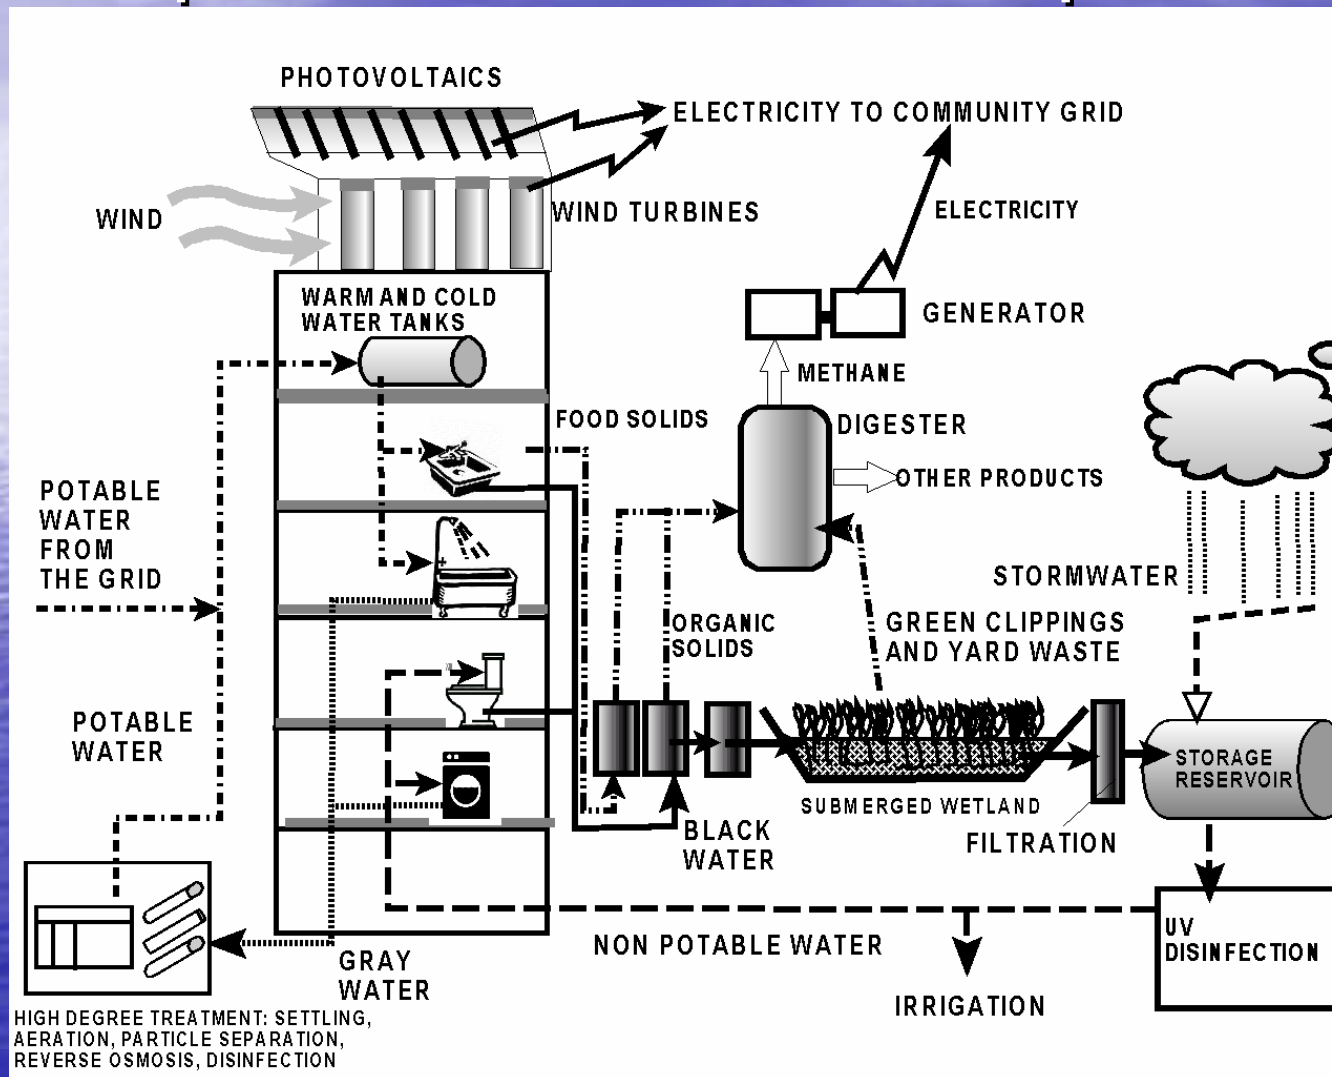 PHOTOVOLTAICS
ELECTRICITY TO COMMUNITY GRID
WIND
WIND TURBINES
ELECTRICITY
WARM AND COLD
WATER TANKS
GENERATOR
METHANE
FOOD SOLIDS
DIGESTER
OTHER PRODUCTS
POTABLE
WATER
FROM
THE GRID
STORMWATER
ORGANIC
SOLIDS
GREEN CLIPPINGS
AND YARD WASTE
POTABLE
WATER
STORAGE
RESERVOIR
SUBMERGED WETLAND
BLACK
WATER
FILTRATION
NON POTABLE WATER
UV
DISINFECTION
GRAY
WATER
IRRIGATION
HIGH DEGREE TREATMENT: SETTLING,
AERATION, PARTICLE SEPARATION,
REVERSE OSMOSIS, DISINFECTION